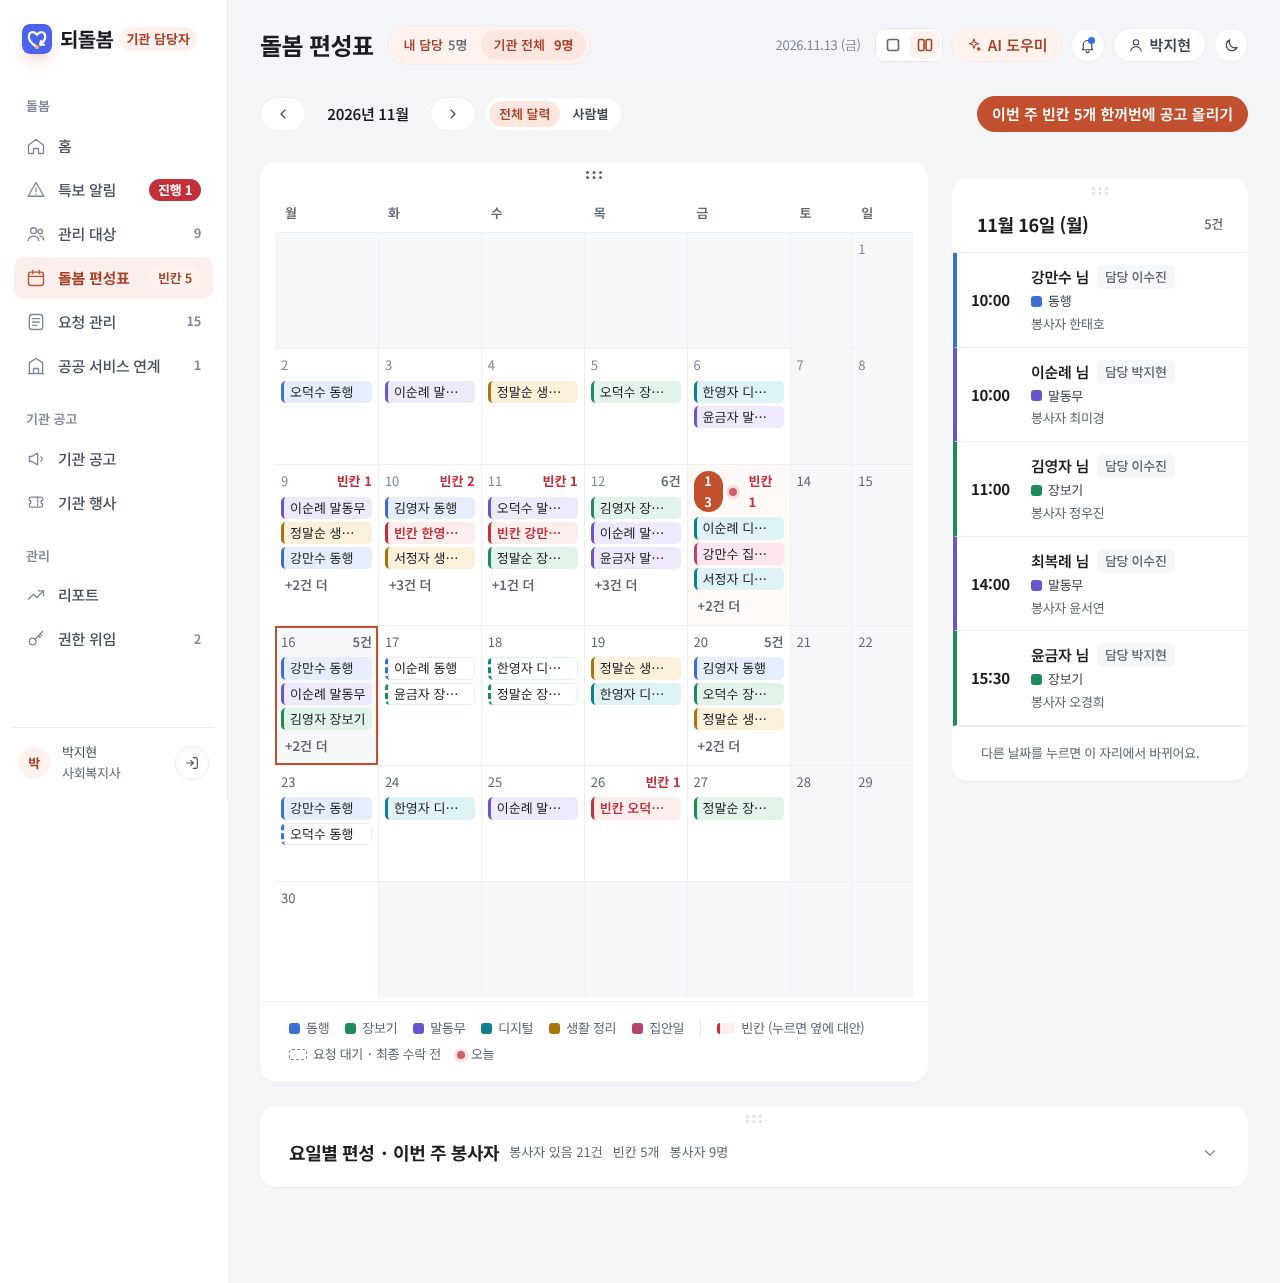 되돌봄 기관 담당자
돌봄
홈
특보 알림 진행 1
관리 대상 9
돌봄 편성표 빈칸 5
요청 관리 15
공공 서비스 연계 1
기관 공고
기관 공고
기관 행사
관리
리포트
권한 위임 2
박
박지현
사회복지사
돌봄 편성표 내 담당 5명 기관 전체 9명
2026.11.13 (금) AI 도우미 박지현
2026년 11월 전체 달력 사람별 이번 주 빈칸 5개 한꺼번에 공고 올리기
월 화 수 목 금 토 일
1
2 3 4 5 6 7 8
오덕수 동행 이순례 말··· 정말순 생··· 오덕수 장··· 한영자 디···
윤금자 말···
9 빈칸 1 10 빈칸 2 11 빈칸 1 12 6건 13 빈칸 1 14 15
이순례 말동무 김영자 동행 오덕수 말··· 김영자 장··· 이순례 디···
정말순 생··· 빈칸 한영··· 빈칸 강만··· 이순례 말··· 강만수 집···
강만수 동행 서정자 생··· 정말순 장··· 윤금자 말··· 서정자 디···
+2건 더 +3건 더 +1건 더 +3건 더 +2건 더
16 5건 17 18 19 20 5건 21 22
강만수 동행 이순례 동행 한영자 디··· 정말순 생··· 김영자 동행
이순례 말동무 윤금자 장··· 정말순 장··· 한영자 디··· 오덕수 장···
김영자 장보기 정말순 생···
+2건 더 +2건 더
23 24 25 26 빈칸 1 27 28 29
강만수 동행 한영자 디··· 이순례 말··· 빈칸 오덕··· 정말순 장···
오덕수 동행
30
동행 장보기 말동무 디지털 생활 정리 집안일 빈칸 (누르면 옆에 대안)
요청 대기 · 최종 수락 전 오늘
11월 16일 (월) 5건
강만수 님 담당 이수진
10:00 동행
봉사자 한태호
이순례 님 담당 박지현
10:00 말동무
봉사자 최미경
김영자 님 담당 이수진
11:00 장보기
봉사자 정우진
최복례 님 담당 이수진
14:00 말동무
봉사자 윤서연
윤금자 님 담당 박지현
15:30 장보기
봉사자 오경희
다른 날짜를 누르면 이 자리에서 바뀌어요.
요일별 편성 · 이번 주 봉사자 봉사자 있음 21건 빈칸 5개 봉사자 9명